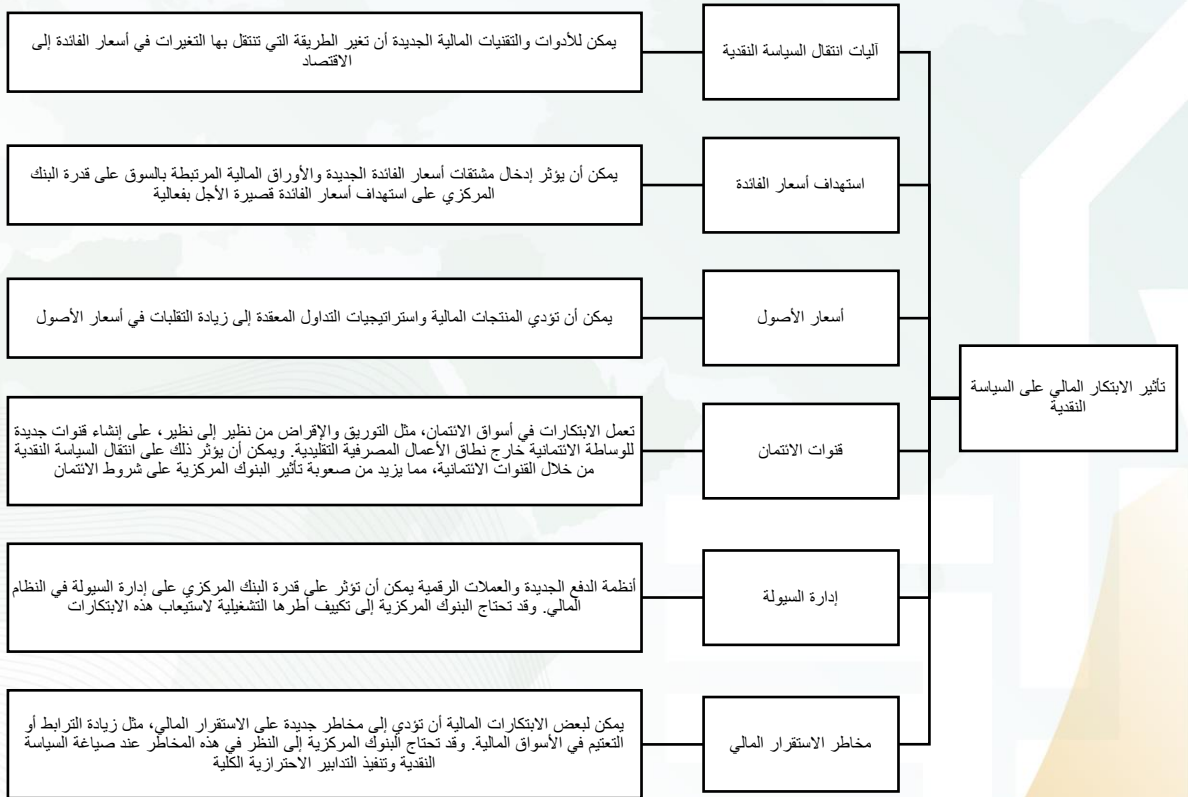 تأثير الابتكار المالي على السياسة
النقدية
آليات انتقال السياسة النقدية
يمكن للأدوات والتقنيات المالية الجديدة أن تغير الطريقة التي تنتقل بها التغيرات في أسعار الفائدة إلى
الاقتصاد
استهداف أسعار الفائدة
يمكن أن يؤثر إدخال مشتقات أسعار الفائدة الجديدة والأوراق المالية المرتبطة بالسوق على قدرة البنك
المركزي على استهداف أسعار الفائدة قصيرة الأجل بفعالية
أسعار الأصول
يمكن أن تؤدي المنتجات المالية واستراتيجيات التداول المعقدة إلى زيادة التقلبات في أسعار الأصول
قنوات الائتمان
تعمل الابتكارات في أسواق الائتمان، مثل التوريق والإقراض من نظير إلى نظير، على إنشاء قنوات جديدة
للوساطة الائتمانية خارج نطاق الأعمال المصرفية التقليدية. ويمكن أن يؤثر ذلك على انتقال السياسة النقدية
من خلال القنوات الائتمانية، مما يزيد من صعوبة تأثير البنوك المركزية على شروط الائتمان
إدارة السيولة
أنظمة الدفع الجديدة والعملات الرقمية يمكن أن تؤثر على قدرة البنك المركزي على إدارة السيولة في النظام
المالي. وقد تحتاج البنوك المركزية إلى تكييف أطرها التشغيلية لاستيعاب هذه الابتكارات
مخاطر الاستقرار المالي
يمكن لبعض الابتكارات المالية أن تؤدي إلى مخاطر جديدة على الاستقرار المالي، مثل زيادة الترابط أو
التعتيم في الأسواق المالية. وقد تحتاج البنوك المركزية إلى النظر في هذه المخاطر عند صياغة السياسة
النقدية وتنفيذ التدابير الاحترازية الكلية